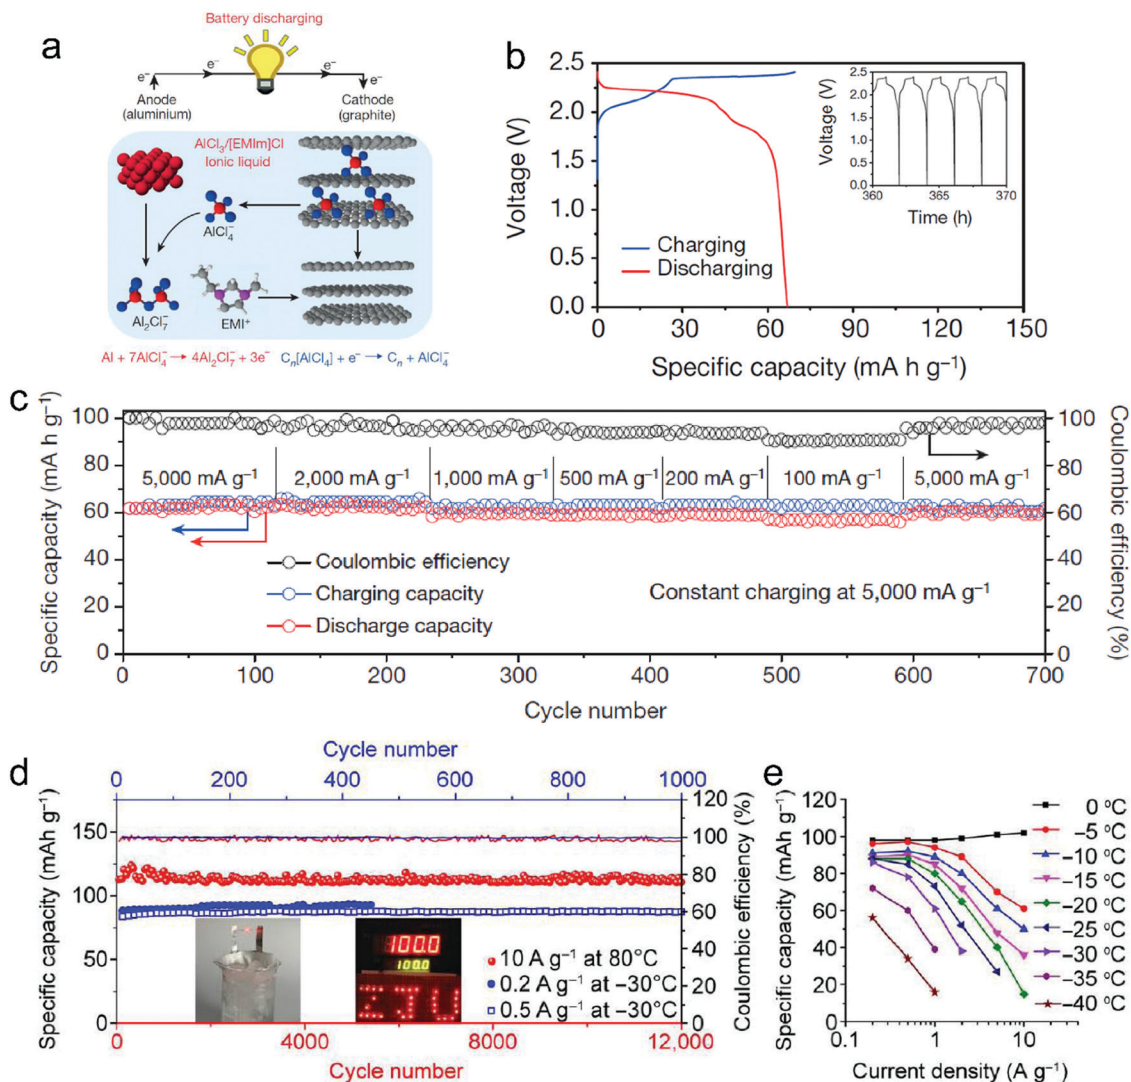 a
Battery discharging
e⁻ e⁻ e⁻ e⁻
Anode
(aluminium)
Cathode
(graphite)
AlCl₃/[EMIm]Cl
Ionic liquid
AlCl₄⁻
Al₂Cl₇⁻
EMI⁺
Al + 7AlCl₄⁻ → 4Al₂Cl₇⁻ + 3e⁻
Cₙ[AlCl₄] + e⁻ → Cₙ + AlCl₄⁻
b
Voltage (V)
2.5
2.0
1.5
1.0
0.5
0.0
0 30 60 90 120 150
Specific capacity (mA h g⁻¹)
Charging
Discharging
Voltage (V)
2.5
2.0
1.5
1.0
0.5
0.0
360 365 370
Time (h)
c
Specific capacity (mA h g⁻¹)
100
80
60
40
20
0
5,000 mA g⁻¹ 2,000 mA g⁻¹ 1,000 mA g⁻¹ 500 mA g⁻¹ 200 mA g⁻¹ 100 mA g⁻¹ 5,000 mA g⁻¹
Coulombic efficiency
Charging capacity
Discharge capacity
Constant charging at 5,000 mA g⁻¹
100
80
60
40
20
0
Coulombic efficiency (%)
0 100 200 300 400 500 600 700
Cycle number
d
Cycle number
0 200 400 600 800 1000
Specific capacity (mAh g⁻¹)
150
100
50
0
120
100
80
60
40
20
0
Coulombic efficiency (%)
100.0
100.0
ZJU
10 A g⁻¹ at 80°C
0.2 A g⁻¹ at −30°C
0.5 A g⁻¹ at −30°C
4000 8000 12,000
Cycle number
e
Specific capacity (mAh g⁻¹)
120
100
80
60
40
20
0
0.1 1 10
Current density (A g⁻¹)
0 °C
−5 °C
−10 °C
−15 °C
−20 °C
−25 °C
−30 °C
−35 °C
−40 °C